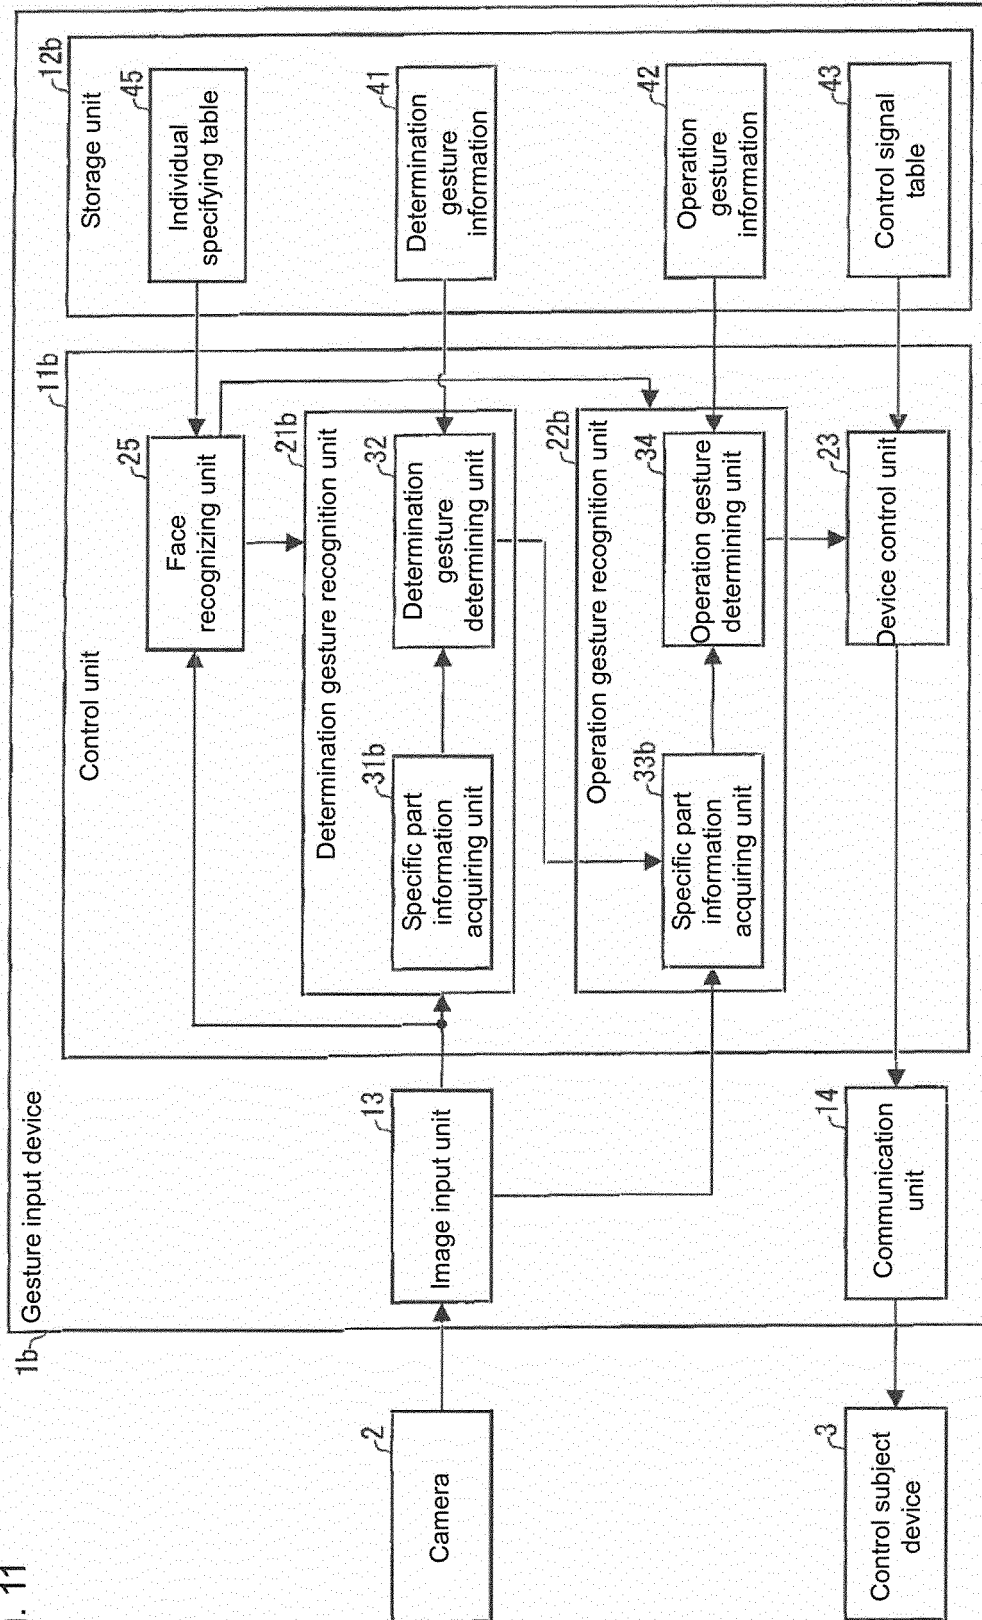 . 11
1b
Gesture input device
2
Camera
13
Image input unit
3
Control subject
device
14
Communication
unit
11b
Control unit
25
Face
recognizing unit
21b
Determination gesture recognition unit
31b
Specific part
information
acquiring unit
32
Determination
gesture
determining unit
22b
Operation gesture recognition unit
33b
Specific part
information
acquiring unit
34
Operation gesture
determining unit
23
Device control unit
12b
Storage unit
45
Individual
specifying table
41
Determination
gesture
information
42
Operation
gesture
information
43
Control signal
table